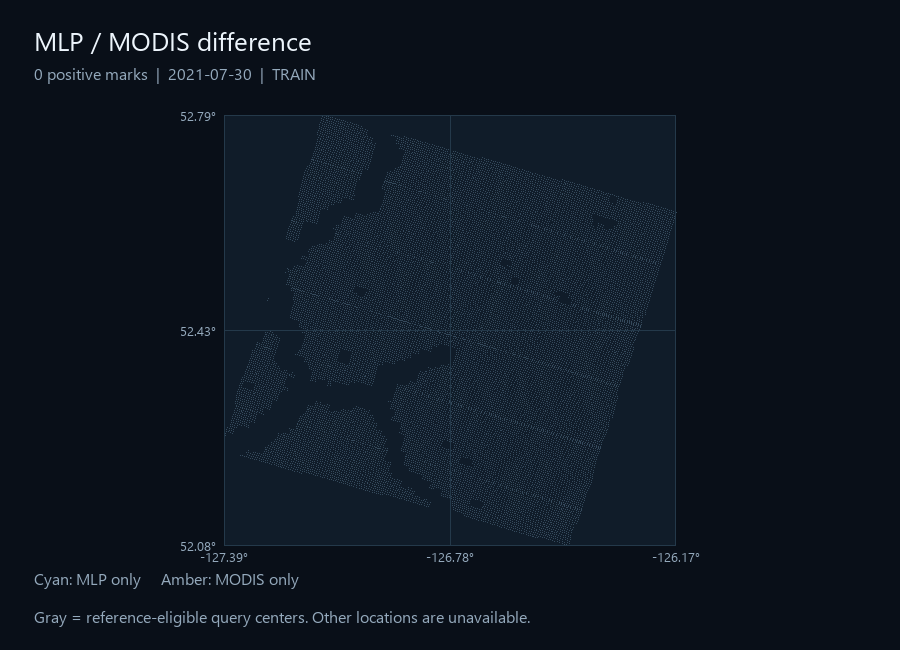 MLP / MODIS difference
0 positive marks | 2021-07-30 | TRAIN
52.79°
52.43°
52.08°
-127.39° -126.78° -126.17°
Cyan: MLP only Amber: MODIS only
Gray = reference-eligible query centers. Other locations are unavailable.